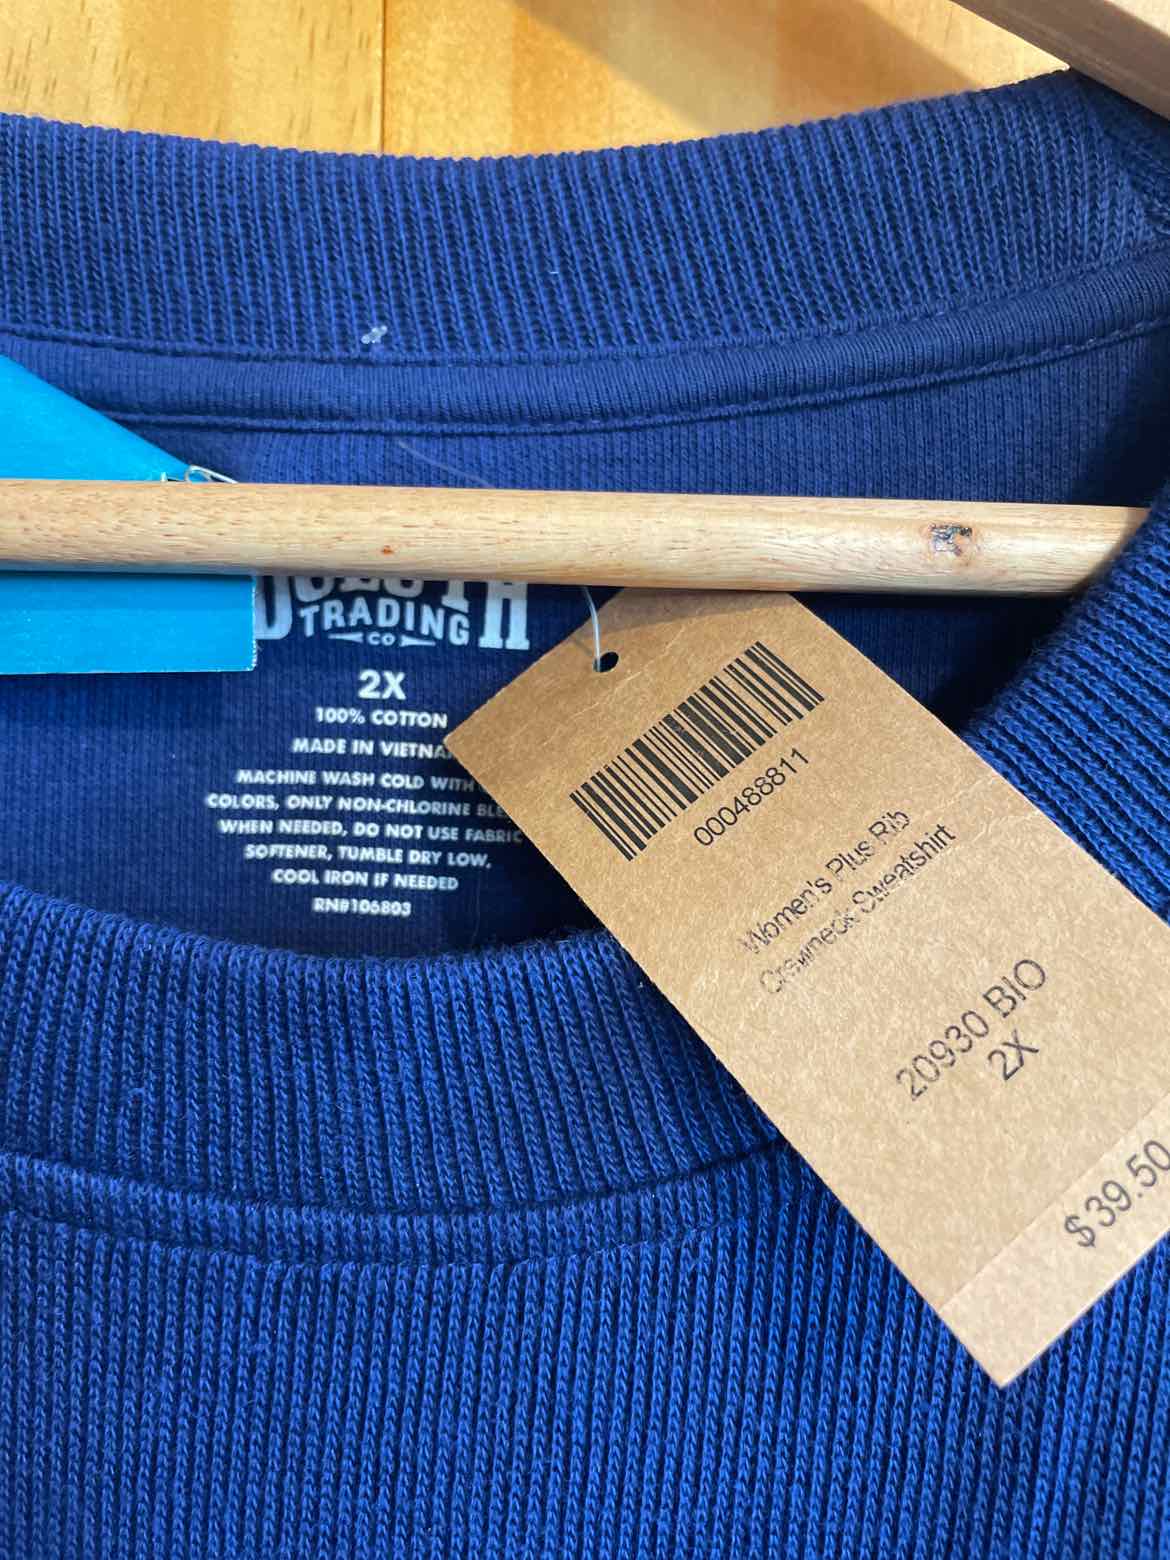 TRADING
CO
2X
100% COTTON
MADE IN
MACHINE WASH COLD WITH
COLORS, ONLY NON-CHLORINE
WHEN NEEDED, DO NOT USE FABRIC
SOFTENER, TUMBLE DRY LOW,
COOL IRON IF NEEDED
RN#106803
000488811
Women's Plus Rib
Crewneck Sweatshirt
20930 BIO
2X
$39.50